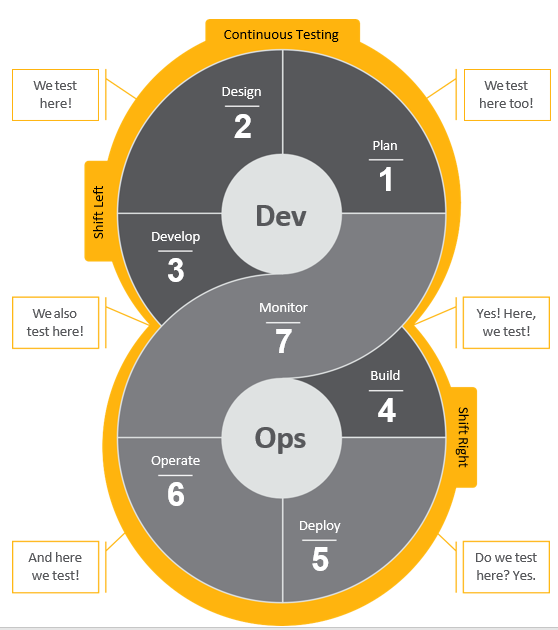 Continuous Testing
We test
here!
We test
here too!
Design
2
Plan
1
Shift Left
Dev
Develop
3
We also
test here!
Monitor
7
Yes! Here,
we test!
Build
4
Shift Right
Ops
Operate
6
Deploy
5
And here
we test!
Do we test
here? Yes.